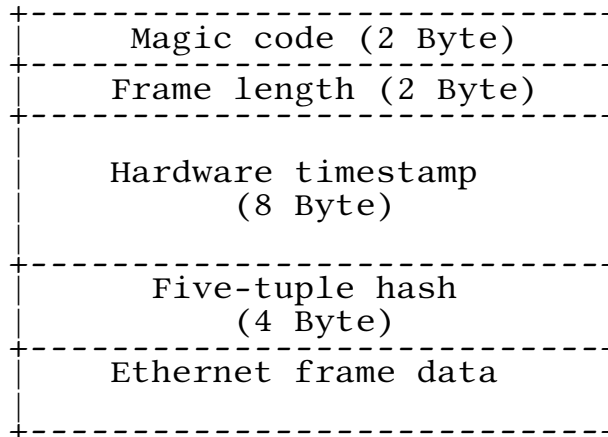 Magic code (2 Byte)
Frame length (2 Byte)
Hardware timestamp
(8 Byte)
Five-tuple hash
(4 Byte)
Ethernet frame data